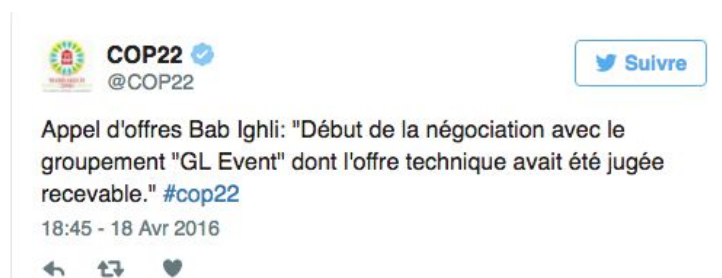 COP22
@COP22
Suivre
Appel d'offres Bab Ighli: "Début de la négociation avec le
groupement "GL Event" dont l'offre technique avait été jugée
recevable." #cop22
18:45 - 18 Avr 2016